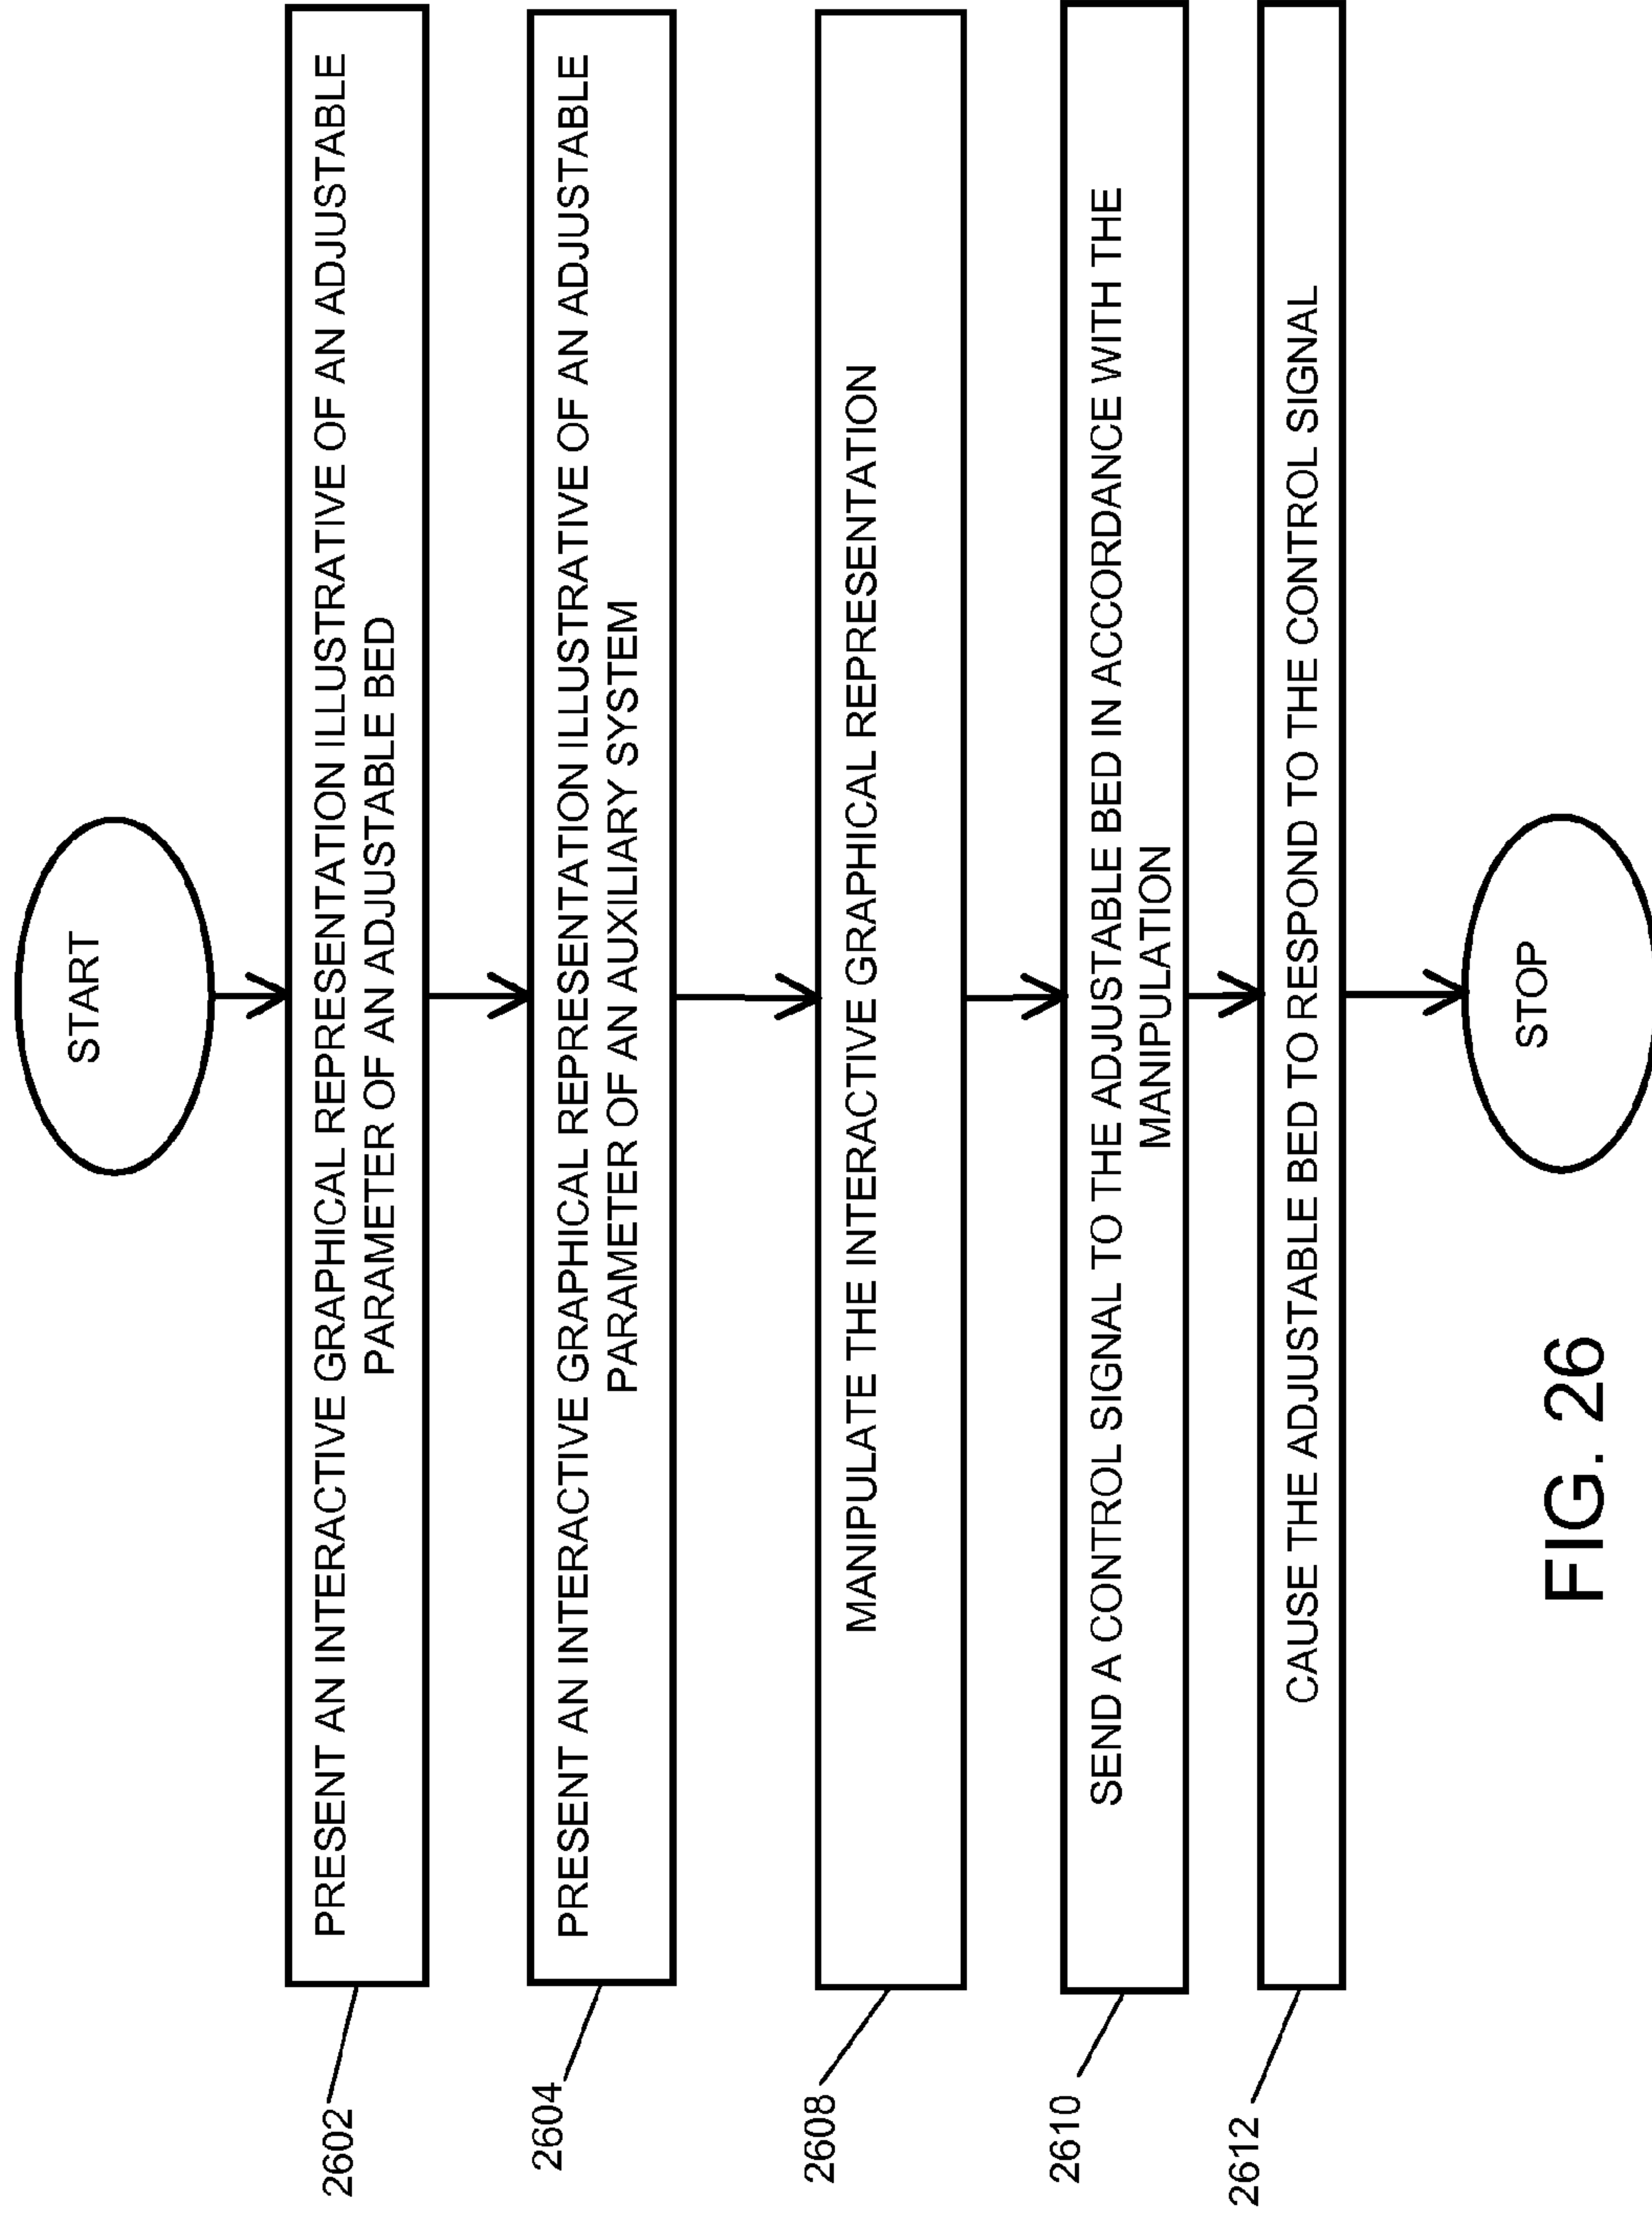 START
2602
PRESENT AN INTERACTIVE GRAPHICAL REPRESENTATION ILLUSTRATIVE OF AN ADJUSTABLE
PARAMETER OF AN ADJUSTABLE BED
2604
PRESENT AN INTERACTIVE GRAPHICAL REPRESENTATION ILLUSTRATIVE OF AN ADJUSTABLE
PARAMETER OF AN AUXILIARY SYSTEM
2608
MANIPULATE THE INTERACTIVE GRAPHICAL REPRESENTATION
2610
SEND A CONTROL SIGNAL TO THE ADJUSTABLE BED IN ACCORDANCE WITH THE
MANIPULATION
2612
CAUSE THE ADJUSTABLE BED TO RESPOND TO THE CONTROL SIGNAL
STOP
FIG. 26